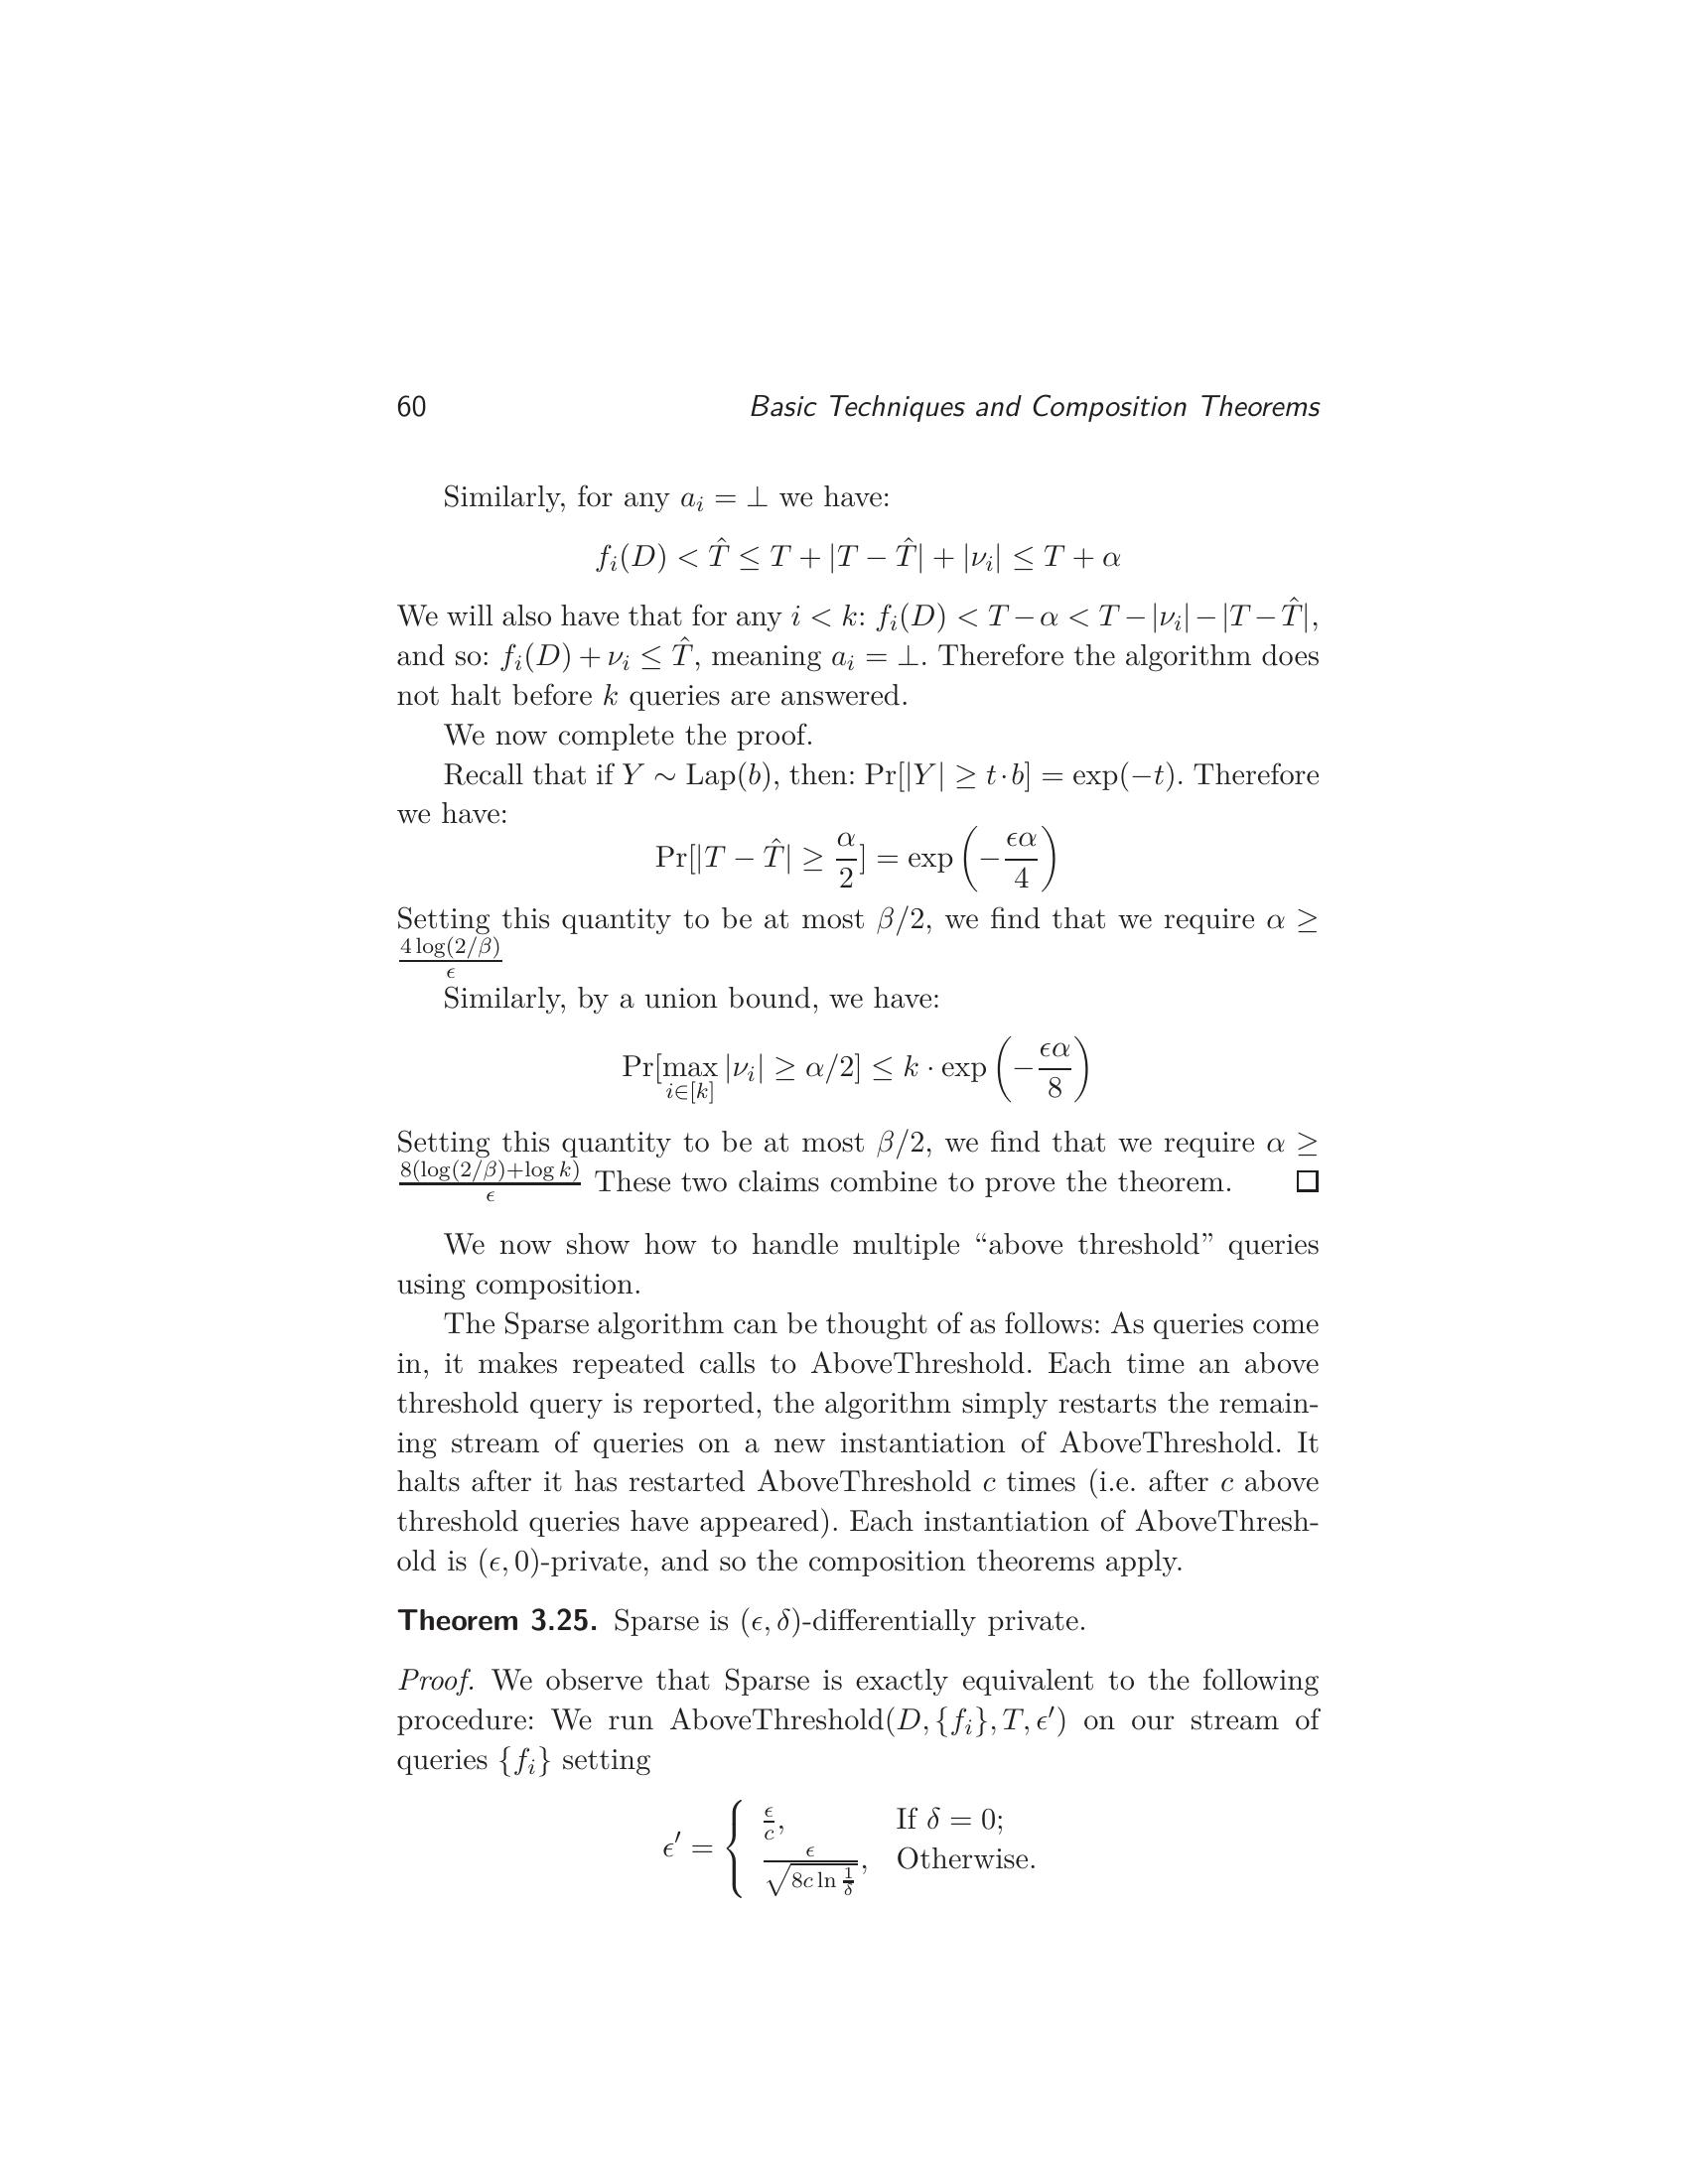 60 Basic Techniques and Composition Theorems
Similarly, for any $a_i = \bot$ we have:
$f_i(D) < \hat{T} \leq T + |T - \hat{T}| + |\nu_i| \leq T + \alpha$
We will also have that for any $i < k$: $f_i(D) < T - \alpha < T - |\nu_i| - |T - \hat{T}|$,
and so: $f_i(D) + \nu_i \leq \hat{T}$, meaning $a_i = \bot$. Therefore the algorithm does
not halt before $k$ queries are answered.
We now complete the proof.
Recall that if $Y \sim \mathrm{Lap}(b)$, then: $\Pr[|Y| \geq t \cdot b] = \exp(-t)$. Therefore
we have:
$\Pr[|T - \hat{T}| \geq \frac{\alpha}{2}] = \exp\left(-\frac{\epsilon\alpha}{4}\right)$
Setting this quantity to be at most $\beta/2$, we find that we require $\alpha \geq$
$\frac{4\log(2/\beta)}{\epsilon}$
Similarly, by a union bound, we have:
$\Pr[\max_{i \in [k]} |\nu_i| \geq \alpha/2] \leq k \cdot \exp\left(-\frac{\epsilon\alpha}{8}\right)$
Setting this quantity to be at most $\beta/2$, we find that we require $\alpha \geq$
$\frac{8(\log(2/\beta)+\log k)}{\epsilon}$ These two claims combine to prove the theorem. □
We now show how to handle multiple “above threshold” queries
using composition.
The Sparse algorithm can be thought of as follows: As queries come
in, it makes repeated calls to AboveThreshold. Each time an above
threshold query is reported, the algorithm simply restarts the remain-
ing stream of queries on a new instantiation of AboveThreshold. It
halts after it has restarted AboveThreshold $c$ times (i.e. after $c$ above
threshold queries have appeared). Each instantiation of AboveThresh-
old is $(\epsilon, 0)$-private, and so the composition theorems apply.
Theorem 3.25. Sparse is $(\epsilon, \delta)$-differentially private.
Proof. We observe that Sparse is exactly equivalent to the following
procedure: We run AboveThreshold$(D, \{f_i\}, T, \epsilon')$ on our stream of
queries $\{f_i\}$ setting
$\epsilon' = \begin{cases} \frac{\epsilon}{c}, & \text{If } \delta = 0; \\ \frac{\epsilon}{\sqrt{8c \ln \frac{1}{\delta}}}, & \text{Otherwise.} \end{cases}$